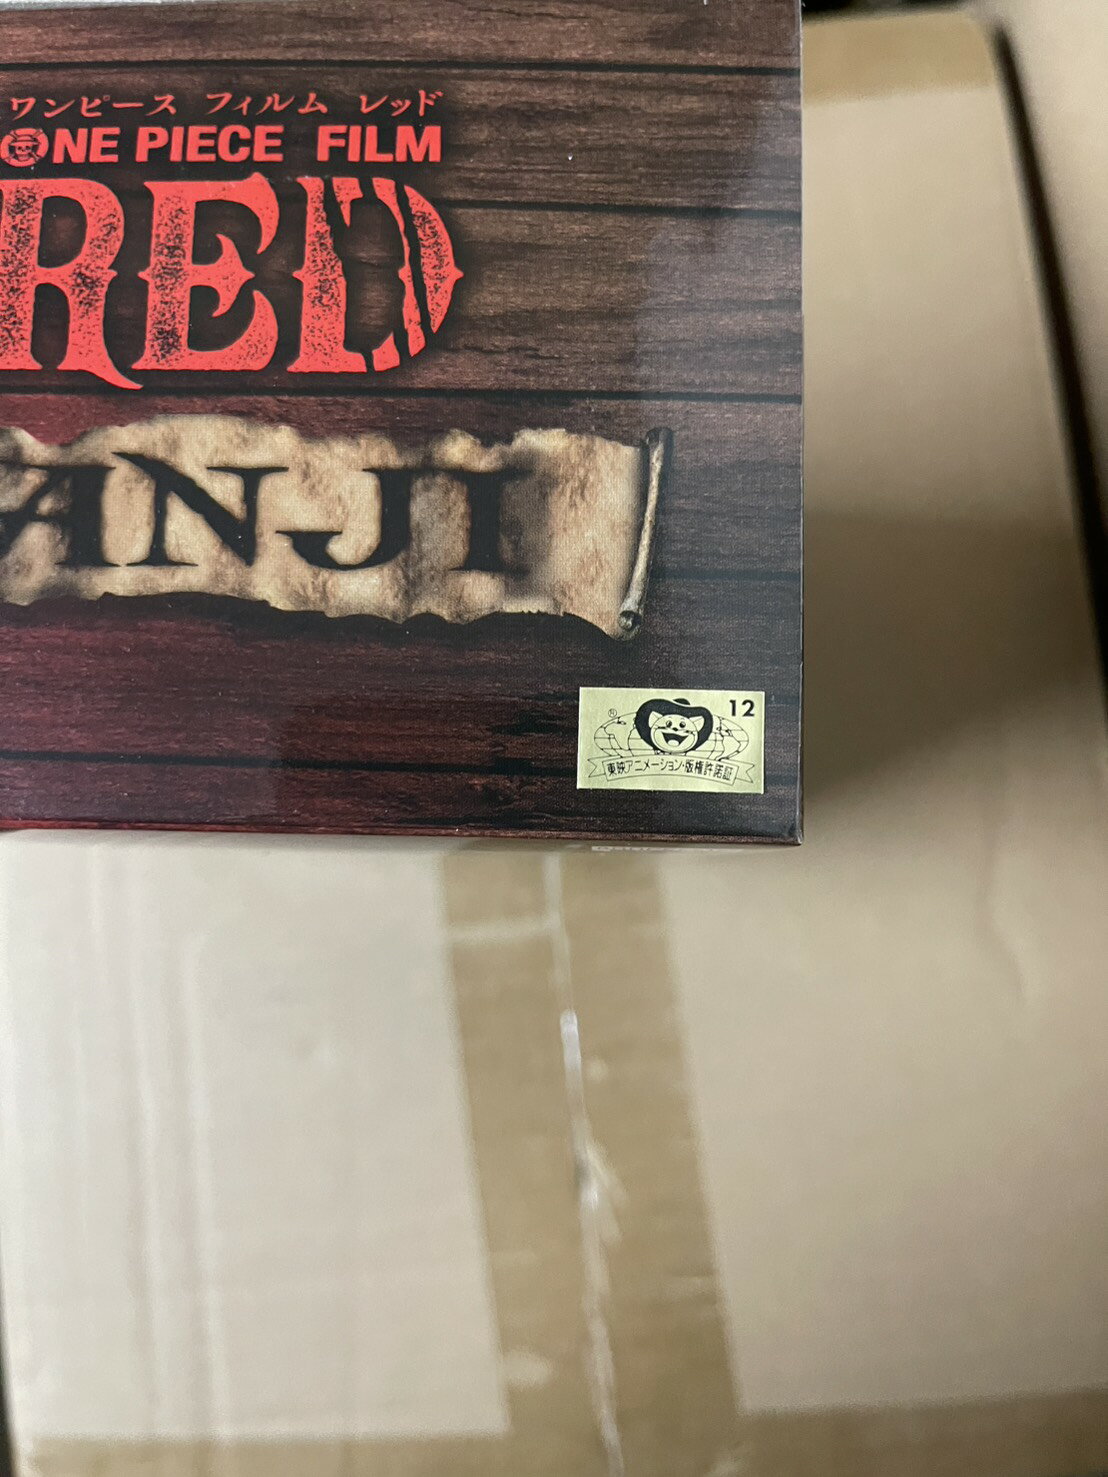 ワンピース フィルム レッド
ONE PIECE FILM
RED
ANJI
12
東映アニメーション・版権許諾証